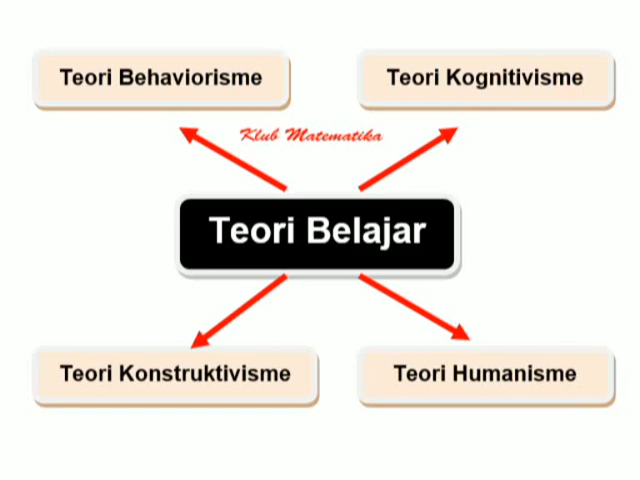 Teori Behaviorisme
Teori Kognitivisme
Klub Matematika
Teori Belajar
Teori Konstruktivisme
Teori Humanisme